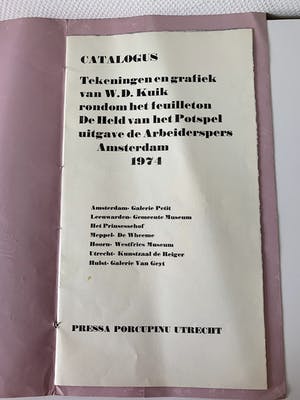 CATALOGUS
Tekeningen en grafiek
van W.D. Kuik
rondom het feuilleton
De Held van het Potspel
uitgave de Arbeiderspers
Amsterdam
1974
Amsterdam- Galerie Petit
Leeuwarden- Gemeente Museum
Het Prinsessehof
Meppel- De Wheeme
Hoorn- Westfries Museum
Utrecht- Kunstzaal de Reiger
Hulst- Galerie Van Geyt
PRESSA PORCUPINU UTRECHT